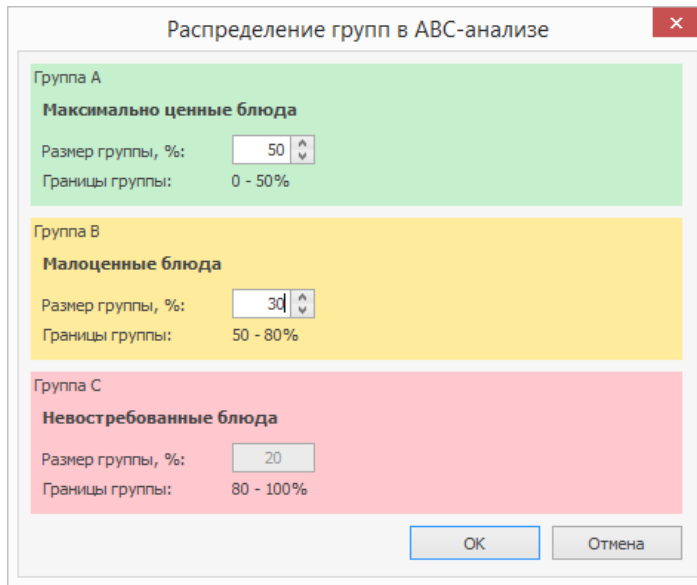 Распределение групп в ABC-анализе
Группа A
Максимально ценные блюда
Размер группы, %: 50
Границы группы: 0 - 50%
Группа B
Малоценные блюда
Размер группы, %: 30
Границы группы: 50 - 80%
Группа C
Невостребованные блюда
Размер группы, %: 20
Границы группы: 80 - 100%
OK Отмена